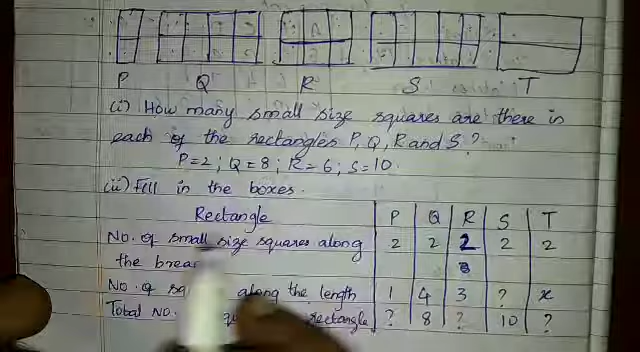 P Q R S T
(i) How many small size squares are there in
each of the rectangles P, Q, R and S?
P=2; Q=8; R=6; S=10.
(ii) Fill in the boxes.
Rectangle P Q R S T
No. of small size squares along 2 2 2 2 2
the
No. of along the length 1 4 3 ? x
Total No. rectangle ? 8 ? 10 ?